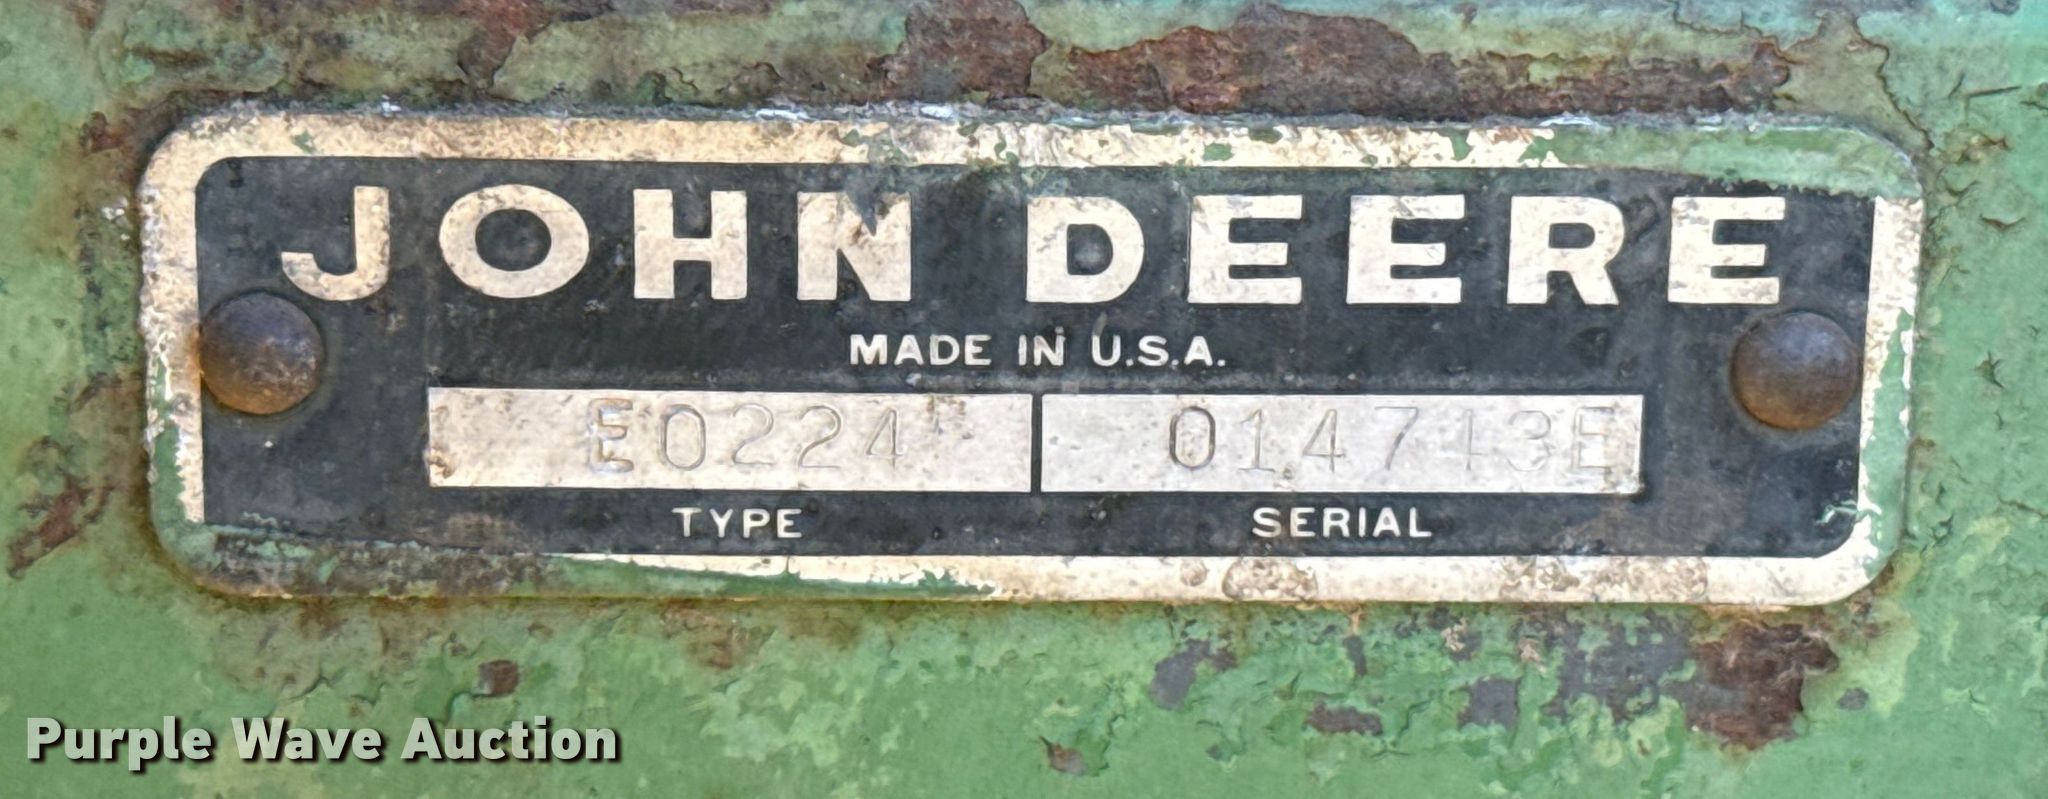 JOHN DEERE
MADE IN U.S.A.
E0224 014743E
TYPE SERIAL
Purple Wave Auction